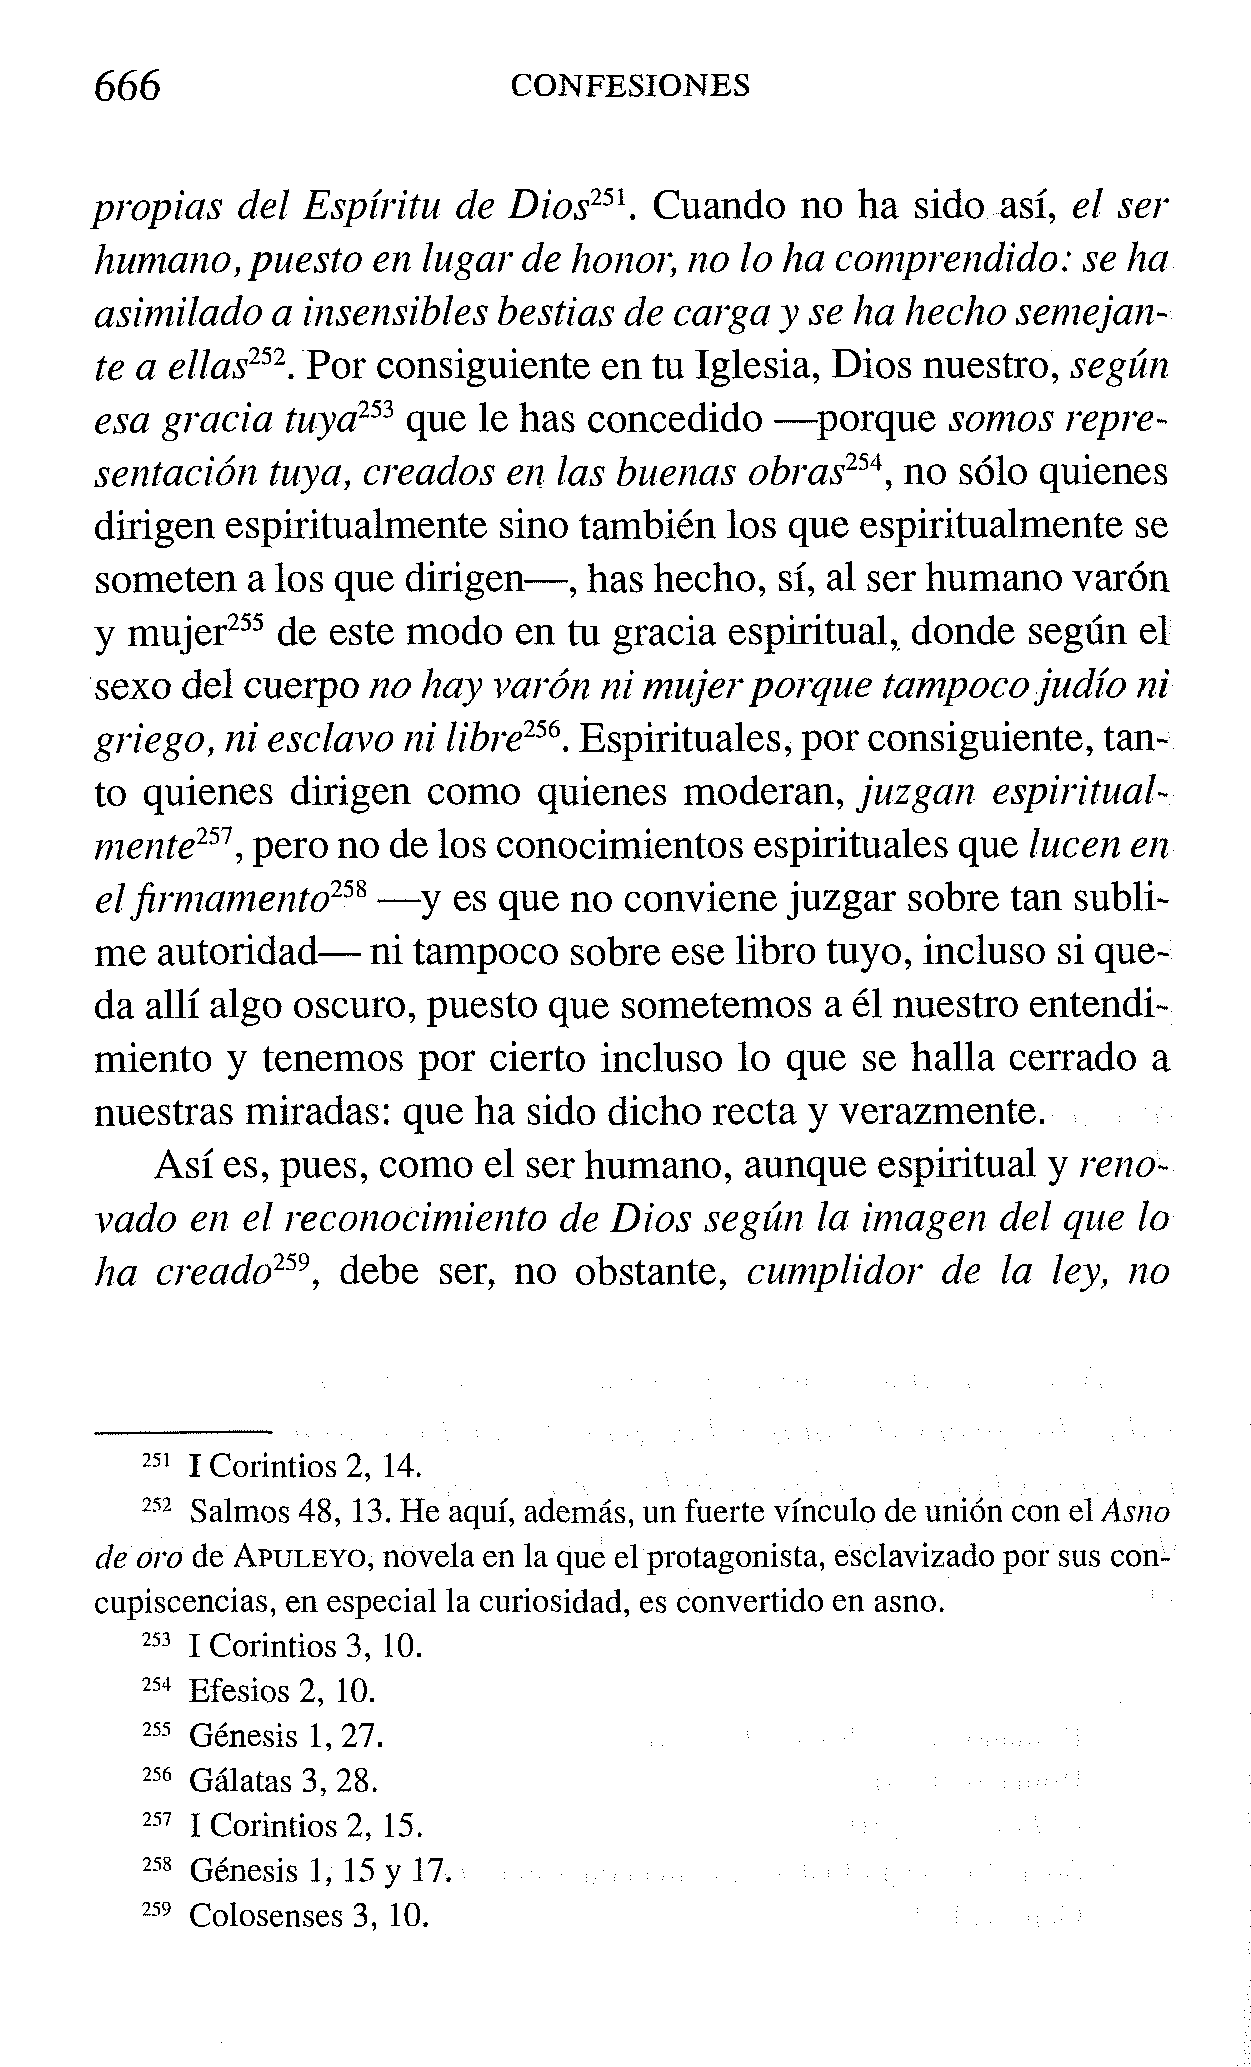 666 CONFESIONES
propias del Espíritu de Dios²⁵¹. Cuando no ha sido así, el ser
humano, puesto en lugar de honor, no lo ha comprendido: se ha
asimilado a insensibles bestias de carga y se ha hecho semejan-
te a ellas²⁵². Por consiguiente en tu Iglesia, Dios nuestro, según
esa gracia tuya²⁵³ que le has concedido —porque somos repre-
sentación tuya, creados en las buenas obras²⁵⁴, no sólo quienes
dirigen espiritualmente sino también los que espiritualmente se
someten a los que dirigen—, has hecho, sí, al ser humano varón
y mujer²⁵⁵ de este modo en tu gracia espiritual, donde según el
sexo del cuerpo no hay varón ni mujer porque tampoco judío ni
griego, ni esclavo ni libre²⁵⁶. Espirituales, por consiguiente, tan-
to quienes dirigen como quienes moderan, juzgan espiritual-
mente²⁵⁷, pero no de los conocimientos espirituales que lucen en
el firmamento²⁵⁸ —y es que no conviene juzgar sobre tan subli-
me autoridad— ni tampoco sobre ese libro tuyo, incluso si que-
da allí algo oscuro, puesto que sometemos a él nuestro entendi-
miento y tenemos por cierto incluso lo que se halla cerrado a
nuestras miradas: que ha sido dicho recta y verazmente.
Así es, pues, como el ser humano, aunque espiritual y reno-
vado en el reconocimiento de Dios según la imagen del que lo
ha creado²⁵⁹, debe ser, no obstante, cumplidor de la ley, no
²⁵¹ I Corintios 2, 14.
²⁵² Salmos 48, 13. He aquí, además, un fuerte vínculo de unión con el Asno
de oro de APULEYO, novela en la que el protagonista, esclavizado por sus con-
cupiscencias, en especial la curiosidad, es convertido en asno.
²⁵³ I Corintios 3, 10.
²⁵⁴ Efesios 2, 10.
²⁵⁵ Génesis 1, 27.
²⁵⁶ Gálatas 3, 28.
²⁵⁷ I Corintios 2, 15.
²⁵⁸ Génesis 1, 15 y 17.
²⁵⁹ Colosenses 3, 10.